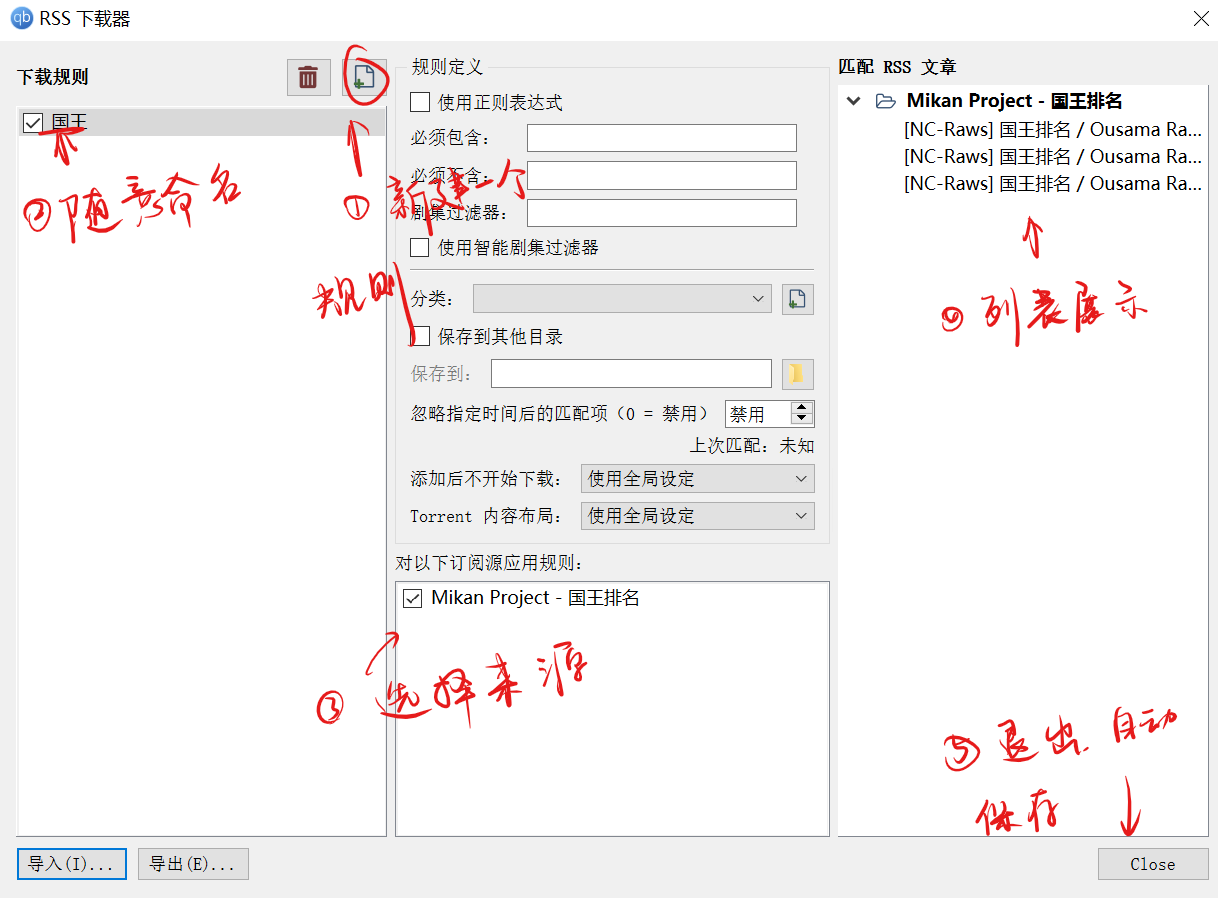 RSS 下载器
下载规则
国王
① 新建一个
规则
② 随意命名
规则定义
使用正则表达式
必须包含:
必须不含:
剧集过滤器:
使用智能剧集过滤器
分类:
保存到其他目录
保存到:
忽略指定时间后的匹配项（0 = 禁用） 禁用
上次匹配: 未知
添加后不开始下载: 使用全局设定
Torrent 内容布局: 使用全局设定
对以下订阅源应用规则:
Mikan Project - 国王排名
③ 选择来源
匹配 RSS 文章
Mikan Project - 国王排名
[NC-Raws] 国王排名 / Ousama Ra...
[NC-Raws] 国王排名 / Ousama Ra...
[NC-Raws] 国王排名 / Ousama Ra...
④ 列表展示
⑤ 退出.自动
保存
导入(I)... 导出(E)... Close